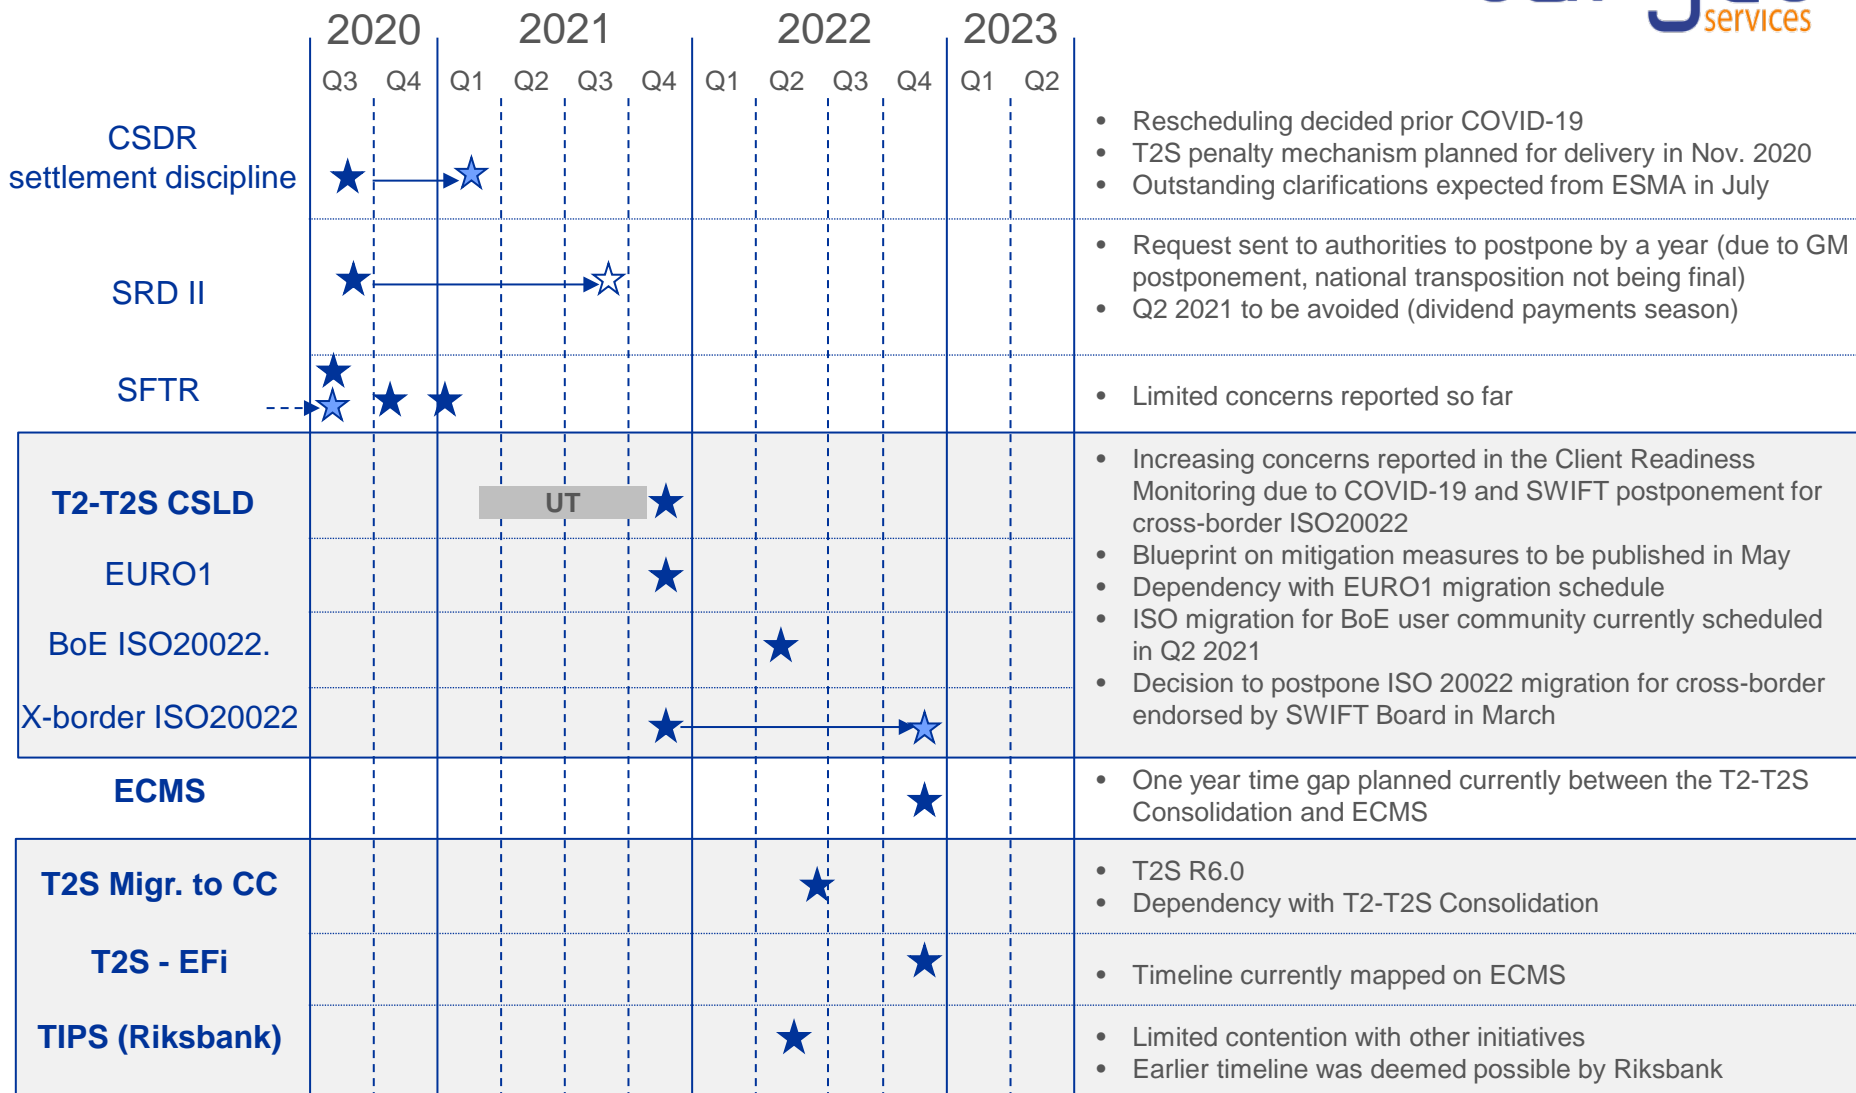 services
2020 2021 2022 2023
Q3 Q4 Q1 Q2 Q3 Q4 Q1 Q2 Q3 Q4 Q1 Q2
CSDR
settlement discipline
• Rescheduling decided prior COVID-19
• T2S penalty mechanism planned for delivery in Nov. 2020
• Outstanding clarifications expected from ESMA in July
SRD II
• Request sent to authorities to postpone by a year (due to GM
postponement, national transposition not being final)
• Q2 2021 to be avoided (dividend payments season)
SFTR
• Limited concerns reported so far
T2-T2S CSLD
UT
EURO1
BoE ISO20022.
X-border ISO20022
• Increasing concerns reported in the Client Readiness
Monitoring due to COVID-19 and SWIFT postponement for
cross-border ISO20022
• Blueprint on mitigation measures to be published in May
• Dependency with EURO1 migration schedule
• ISO migration for BoE user community currently scheduled
in Q2 2021
• Decision to postpone ISO 20022 migration for cross-border
endorsed by SWIFT Board in March
ECMS
• One year time gap planned currently between the T2-T2S
Consolidation and ECMS
T2S Migr. to CC
• T2S R6.0
• Dependency with T2-T2S Consolidation
T2S - EFi
• Timeline currently mapped on ECMS
TIPS (Riksbank)
• Limited contention with other initiatives
• Earlier timeline was deemed possible by Riksbank